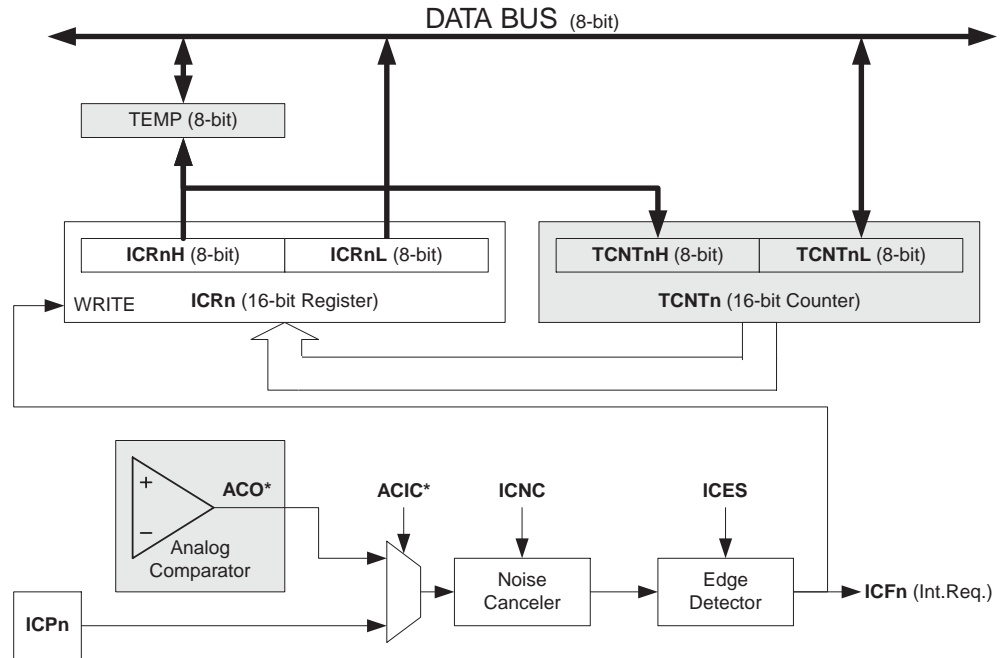 DATA BUS (8-bit)
TEMP (8-bit)
ICRnH (8-bit)
ICRnL (8-bit)
TCNTnH (8-bit)
TCNTnL (8-bit)
WRITE
ICRn (16-bit Register)
TCNTn (16-bit Counter)
+
−
ACO*
Analog
Comparator
ACIC*
ICNC
ICES
Noise
Canceler
Edge
Detector
ICFn (Int.Req.)
ICPn